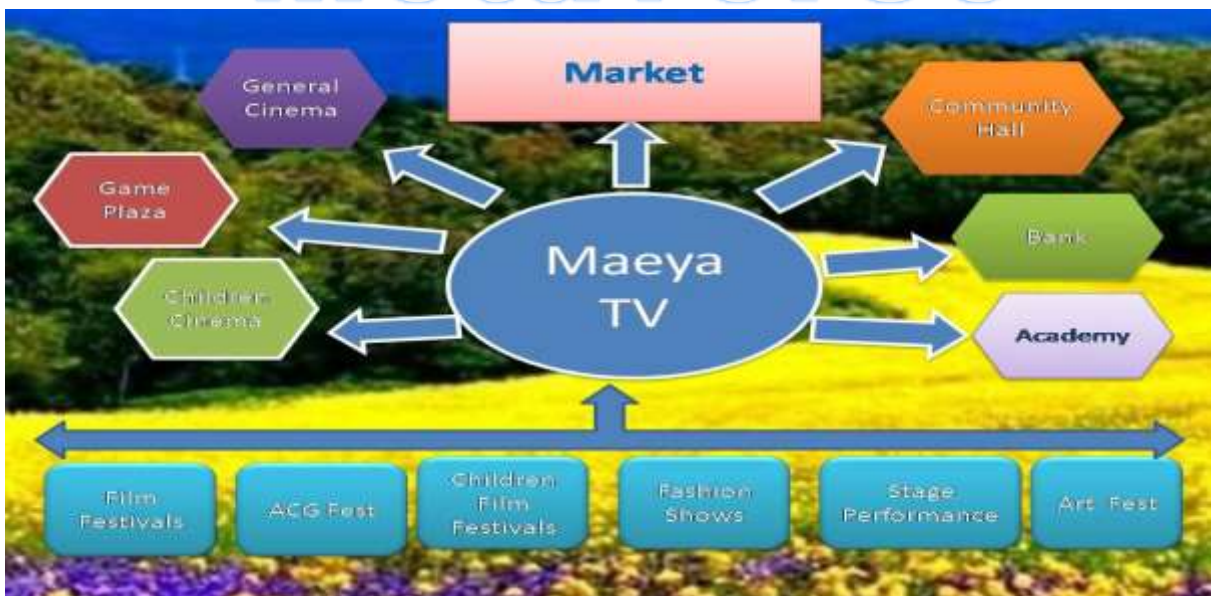 General
Cinema
Market
Community
Hall
Game
Plaza
Maeya
TV
Bank
Children
Cinema
Academy
Film
Festivals
ACG Fest
Children
Film
Festivals
Fashion
Shows
Stage
Performance
Art Fest